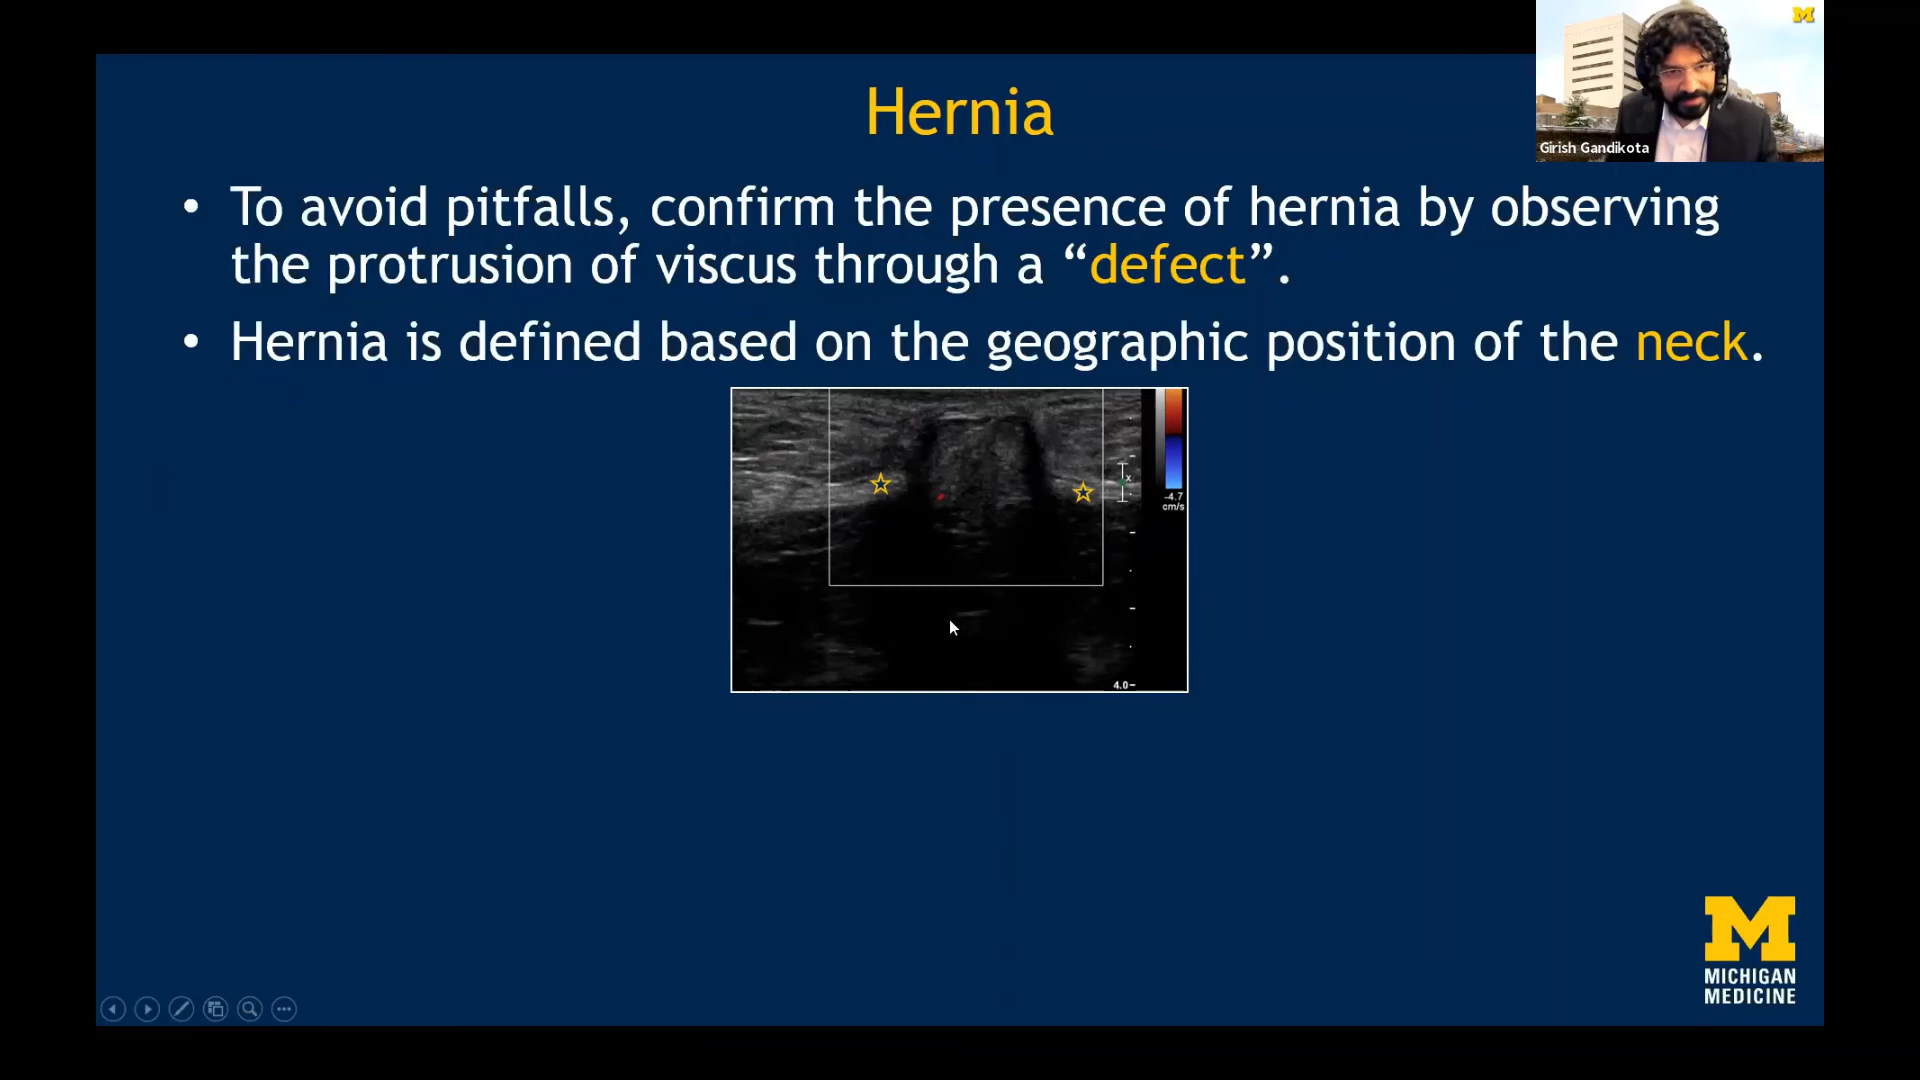 M
Girish Gandikota
Hernia
• To avoid pitfalls, confirm the presence of hernia by observing
the protrusion of viscus through a “defect”.
• Hernia is defined based on the geographic position of the neck.
x
-4.7
cm/s
4.0
M
MICHIGAN
MEDICINE